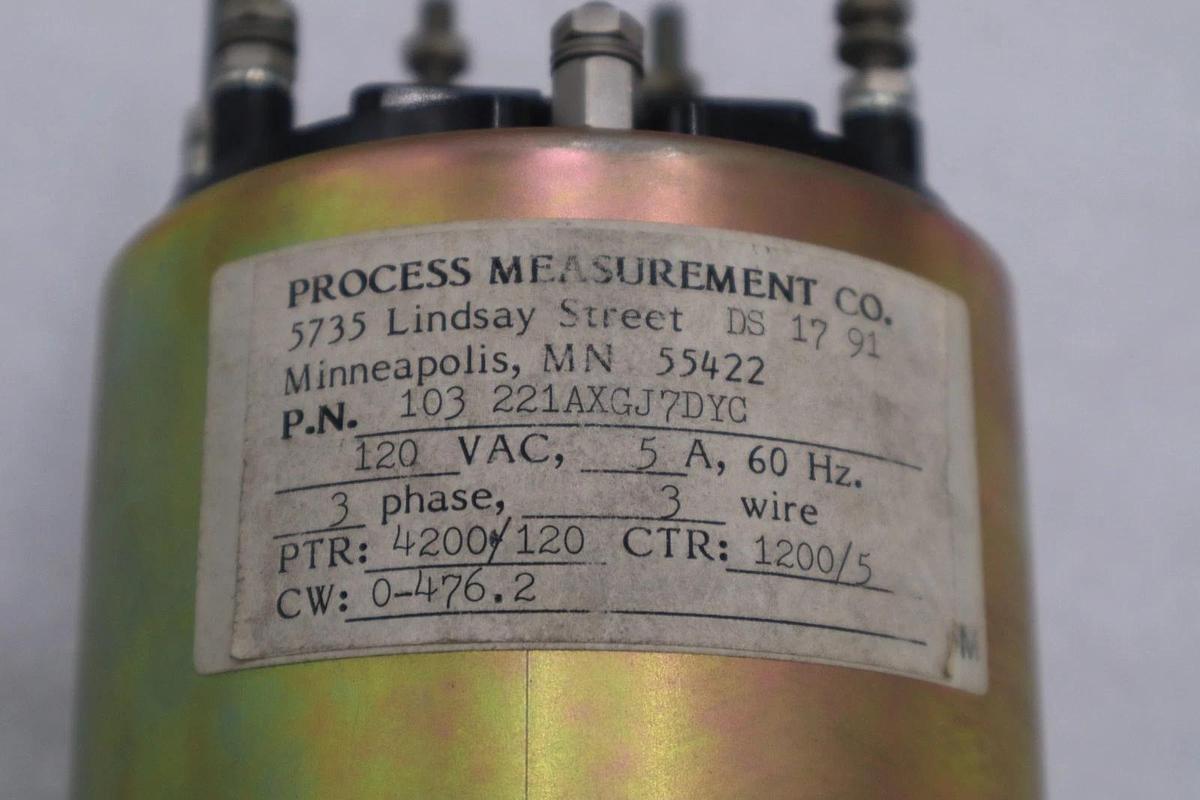 PROCESS MEASUREMENT CO.
5735 Lindsay Street DS 17 91
Minneapolis, MN 55422
P.N. 103 221AXGJ7DYC
120 VAC, 5 A, 60 Hz.
3 phase, 3 wire
PTR: 4200/120 CTR: 1200/5
CW: 0-476.2
M